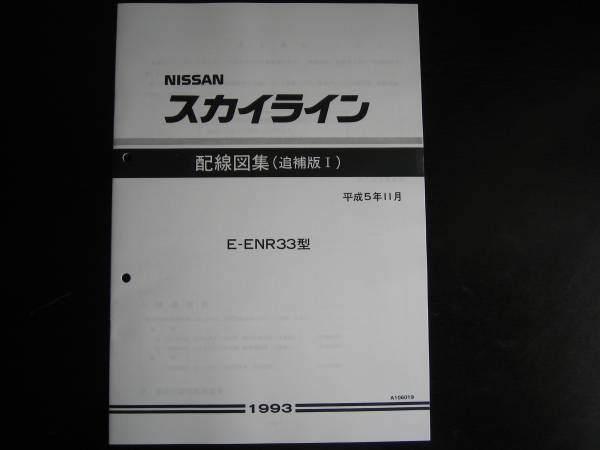 NISSAN
スカイライン
配線図集(追補版Ⅰ)
平成5年11月
E-ENR33型
A106019
1993